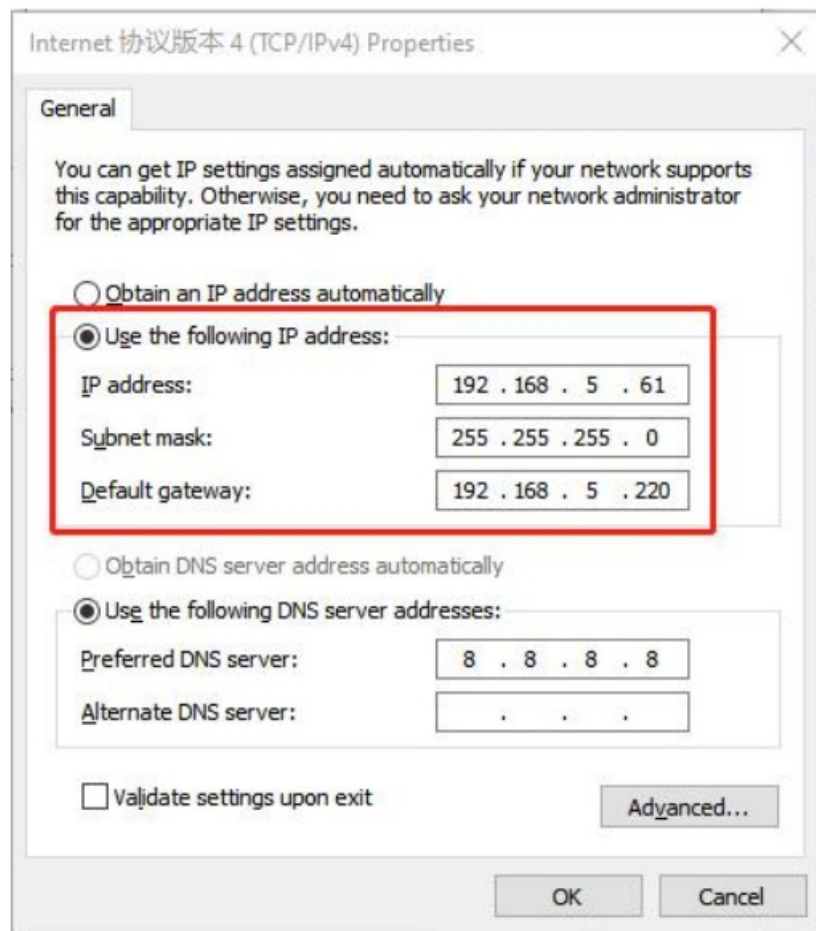 Internet 协议版本 4 (TCP/IPv4) Properties
General
You can get IP settings assigned automatically if your network supports
this capability. Otherwise, you need to ask your network administrator
for the appropriate IP settings.
Obtain an IP address automatically
Use the following IP address:
IP address: 192 . 168 . 5 . 61
Subnet mask: 255 . 255 . 255 . 0
Default gateway: 192 . 168 . 5 . 220
Obtain DNS server address automatically
Use the following DNS server addresses:
Preferred DNS server: 8 . 8 . 8 . 8
Alternate DNS server: . . .
Validate settings upon exit
Advanced...
OK Cancel